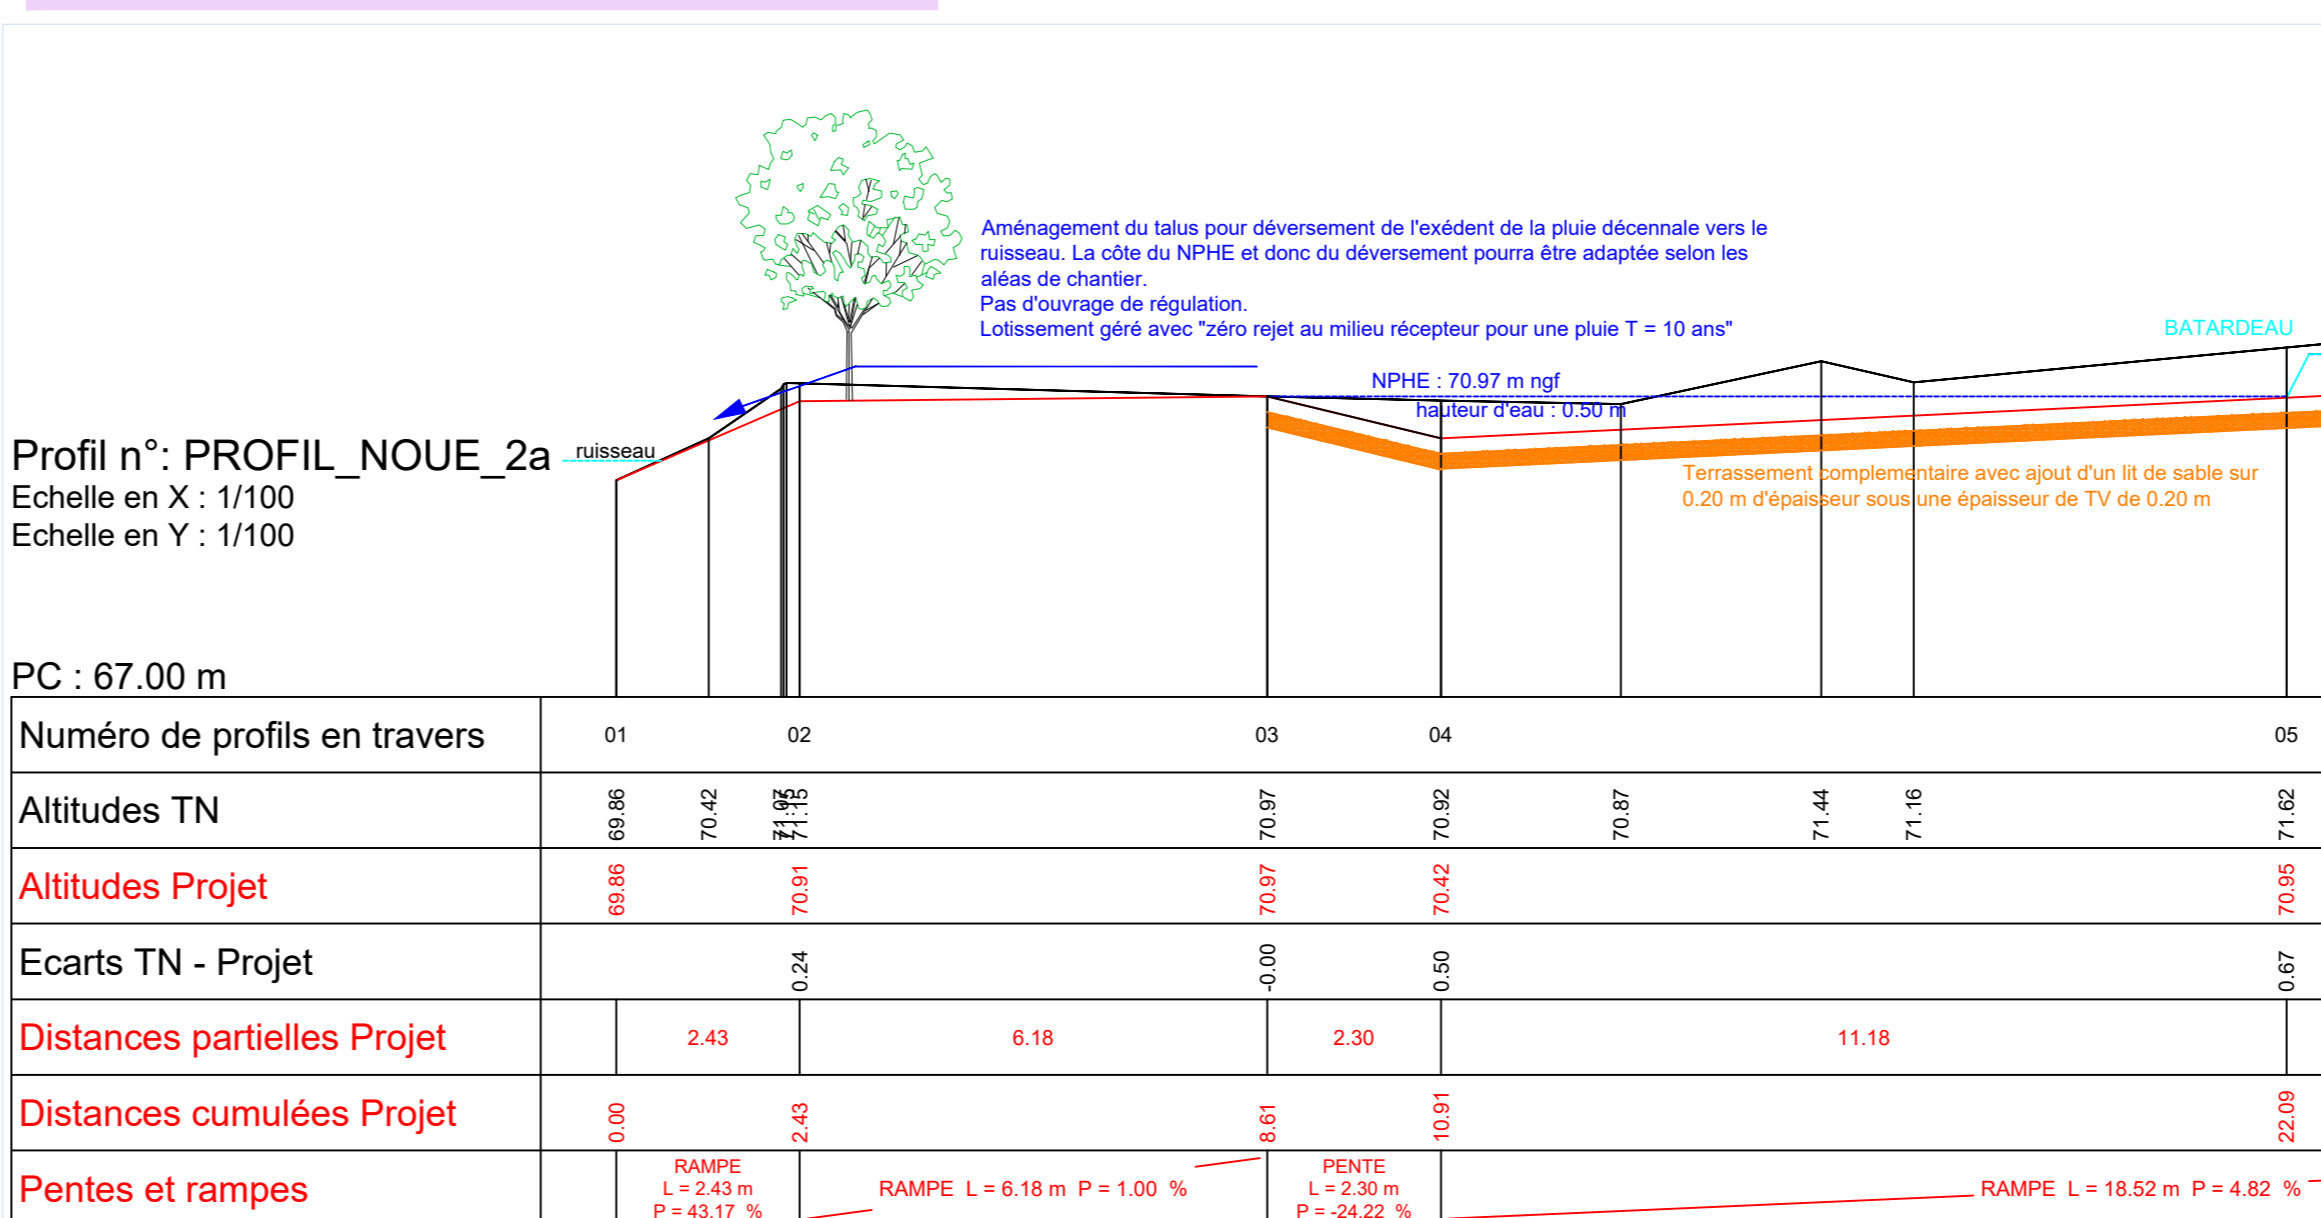 Aménagement du talus pour déversement de l'exédent de la pluie décennale vers le
ruisseau. La côte du NPHE et donc du déversement pourra être adaptée selon les
aléas de chantier.
Pas d'ouvrage de régulation.
Lotissement géré avec "zéro rejet au milieu récepteur pour une pluie T = 10 ans"
BATARDEAU
NPHE : 70.97 m ngf
hauteur d'eau : 0.50 m
Profil n°: PROFIL_NOUE_2a
ruisseau
Echelle en X : 1/100
Echelle en Y : 1/100
Terrassement complementaire avec ajout d'un lit de sable sur
0.20 m d'épaisseur sous une épaisseur de TV de 0.20 m
PC : 67.00 m
Numéro de profils en travers 01 02 03 04 05
Altitudes TN 69.86 70.42 71.15 70.97 70.92 70.87 71.44 71.16 71.62
Altitudes Projet 69.86 70.91 70.97 70.42 70.95
Ecarts TN - Projet 0.24 -0.00 0.50 0.67
Distances partielles Projet 2.43 6.18 2.30 11.18
Distances cumulées Projet 0.00 2.43 8.61 10.91 22.09
Pentes et rampes
RAMPE
L = 2.43 m
P = 43.17 %
RAMPE L = 6.18 m P = 1.00 %
PENTE
L = 2.30 m
P = -24.22 %
RAMPE L = 18.52 m P = 4.82 %